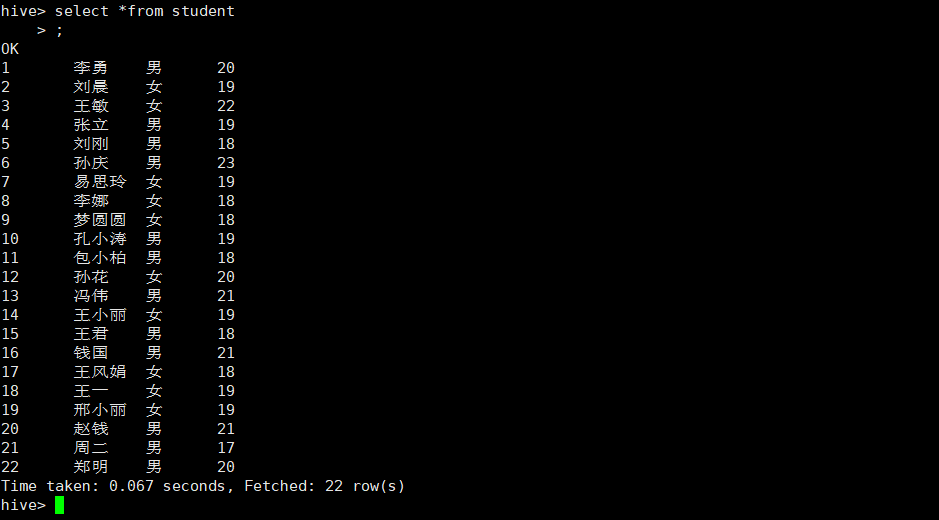 hive> select *from student
    > ;
OK
1	李勇	男	20
2	刘晨	女	19
3	王敏	女	22
4	张立	男	19
5	刘刚	男	18
6	孙庆	男	23
7	易思玲	女	19
8	李娜	女	18
9	梦圆圆	女	18
10	孔小涛	男	19
11	包小柏	男	18
12	孙花	女	20
13	冯伟	男	21
14	王小丽	女	19
15	王君	男	18
16	钱国	男	21
17	王风娟	女	18
18	王一	女	19
19	邢小丽	女	19
20	赵钱	男	21
21	周二	男	17
22	郑明	男	20
Time taken: 0.067 seconds, Fetched: 22 row(s)
hive>